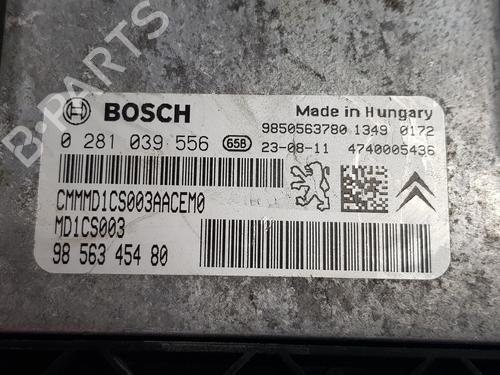 BOSCH
Made in Hungary
0 281 039 556 G5B
9850563780 1349 0172
23-08-11 4740005436
CMMMD1CS003AACEM0
MD1CS003
98 563 454 80
B-PARTS